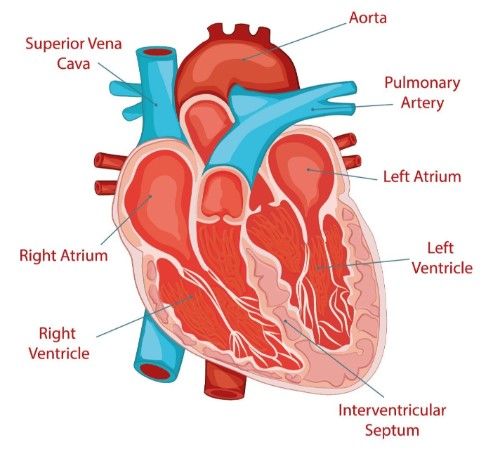 Aorta
Superior Vena
Cava
Pulmonary
Artery
Left Atrium
Right Atrium
Left
Ventricle
Right
Ventricle
Interventricular
Septum